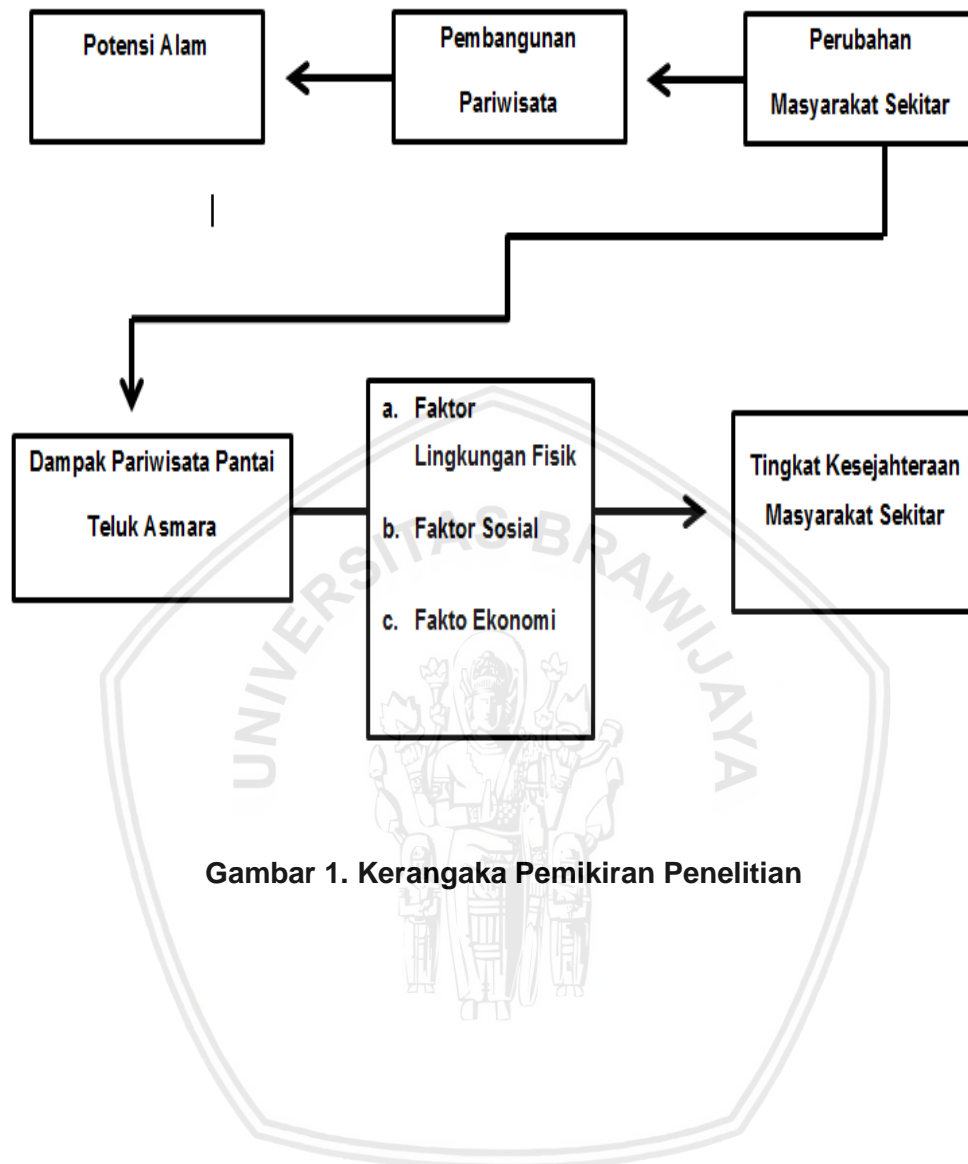 Potensi Alam
Pembangunan
Pariwisata
Perubahan
Masyarakat Sekitar
Dampak Pariwisata Pantai
Teluk Asmara
a. Faktor
Lingkungan Fisik
b. Faktor Sosial
c. Fakto Ekonomi
Tingkat Kesejahteraan
Masyarakat Sekitar
UNIVERSITAS BRAWIJAYA
Gambar 1. Kerangaka Pemikiran Penelitian